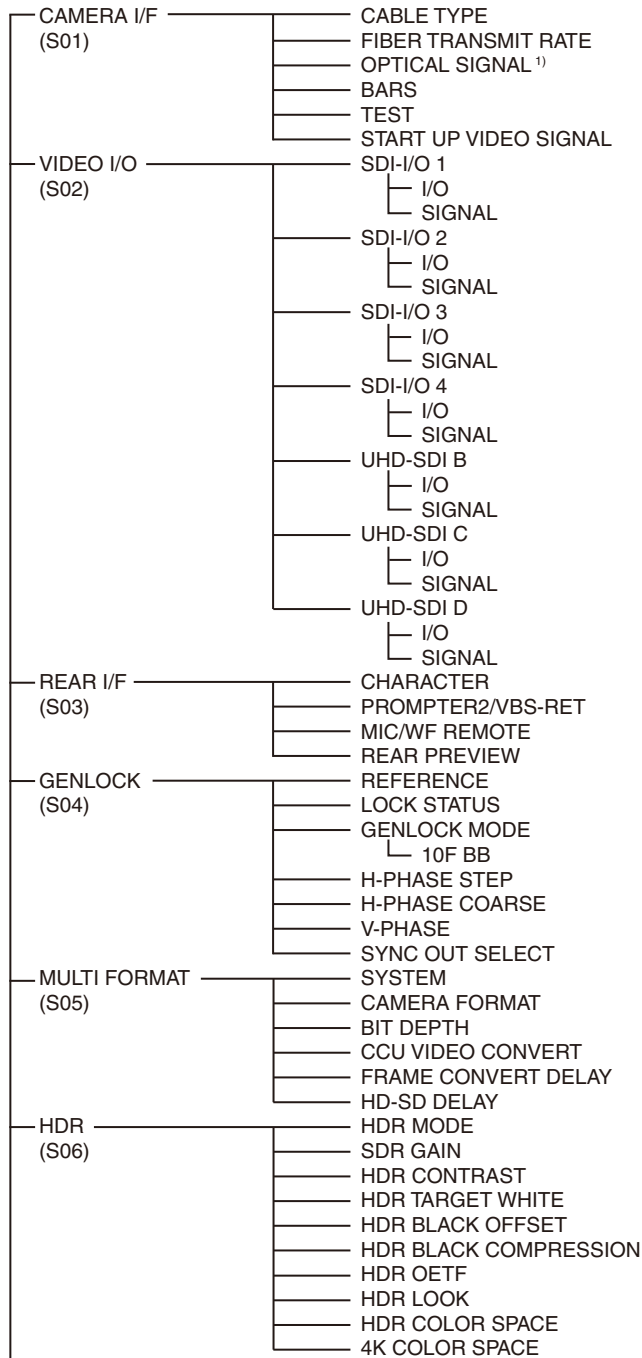 CAMERA I/F
(S01)
CABLE TYPE
FIBER TRANSMIT RATE
OPTICAL SIGNAL 1)
BARS
TEST
START UP VIDEO SIGNAL
VIDEO I/O
(S02)
SDI-I/O 1
I/O
SIGNAL
SDI-I/O 2
I/O
SIGNAL
SDI-I/O 3
I/O
SIGNAL
SDI-I/O 4
I/O
SIGNAL
UHD-SDI B
I/O
SIGNAL
UHD-SDI C
I/O
SIGNAL
UHD-SDI D
I/O
SIGNAL
REAR I/F
(S03)
CHARACTER
PROMPTER2/VBS-RET
MIC/WF REMOTE
REAR PREVIEW
GENLOCK
(S04)
REFERENCE
LOCK STATUS
GENLOCK MODE
10F BB
H-PHASE STEP
H-PHASE COARSE
V-PHASE
SYNC OUT SELECT
MULTI FORMAT
(S05)
SYSTEM
CAMERA FORMAT
BIT DEPTH
CCU VIDEO CONVERT
FRAME CONVERT DELAY
HD-SD DELAY
HDR
(S06)
HDR MODE
SDR GAIN
HDR CONTRAST
HDR TARGET WHITE
HDR BLACK OFFSET
HDR BLACK COMPRESSION
HDR OETF
HDR LOOK
HDR COLOR SPACE
4K COLOR SPACE